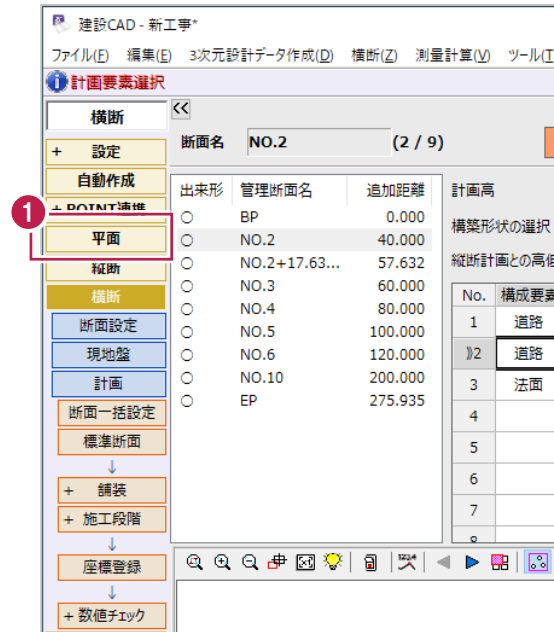 建設CAD - 新工事*
ファイル(F) 編集(E) 3次元設計データ作成(D) 横断(Z) 測量計算(V) ツール(T
計画要素選択
横断
<<
断面名 NO.2 (2 / 9)
+ 設定
自動作成
+ POINT連携
1
平面
縦断
横断
断面設定
現地盤
計画
断面一括設定
標準断面
↓
+ 舗装
+ 施工段階
↓
座標登録
↓
+ 数値チェック
出来形 管理断面名 追加距離
○ BP 0.000
○ NO.2 40.000
○ NO.2+17.63... 57.632
○ NO.3 60.000
○ NO.4 80.000
○ NO.5 100.000
○ NO.6 120.000
○ NO.10 200.000
○ EP 275.935
計画高
構築形状の選択
縦断計画との高低
No. 構成要素
1 道路
》2 道路
3 法面
4
5
6
7